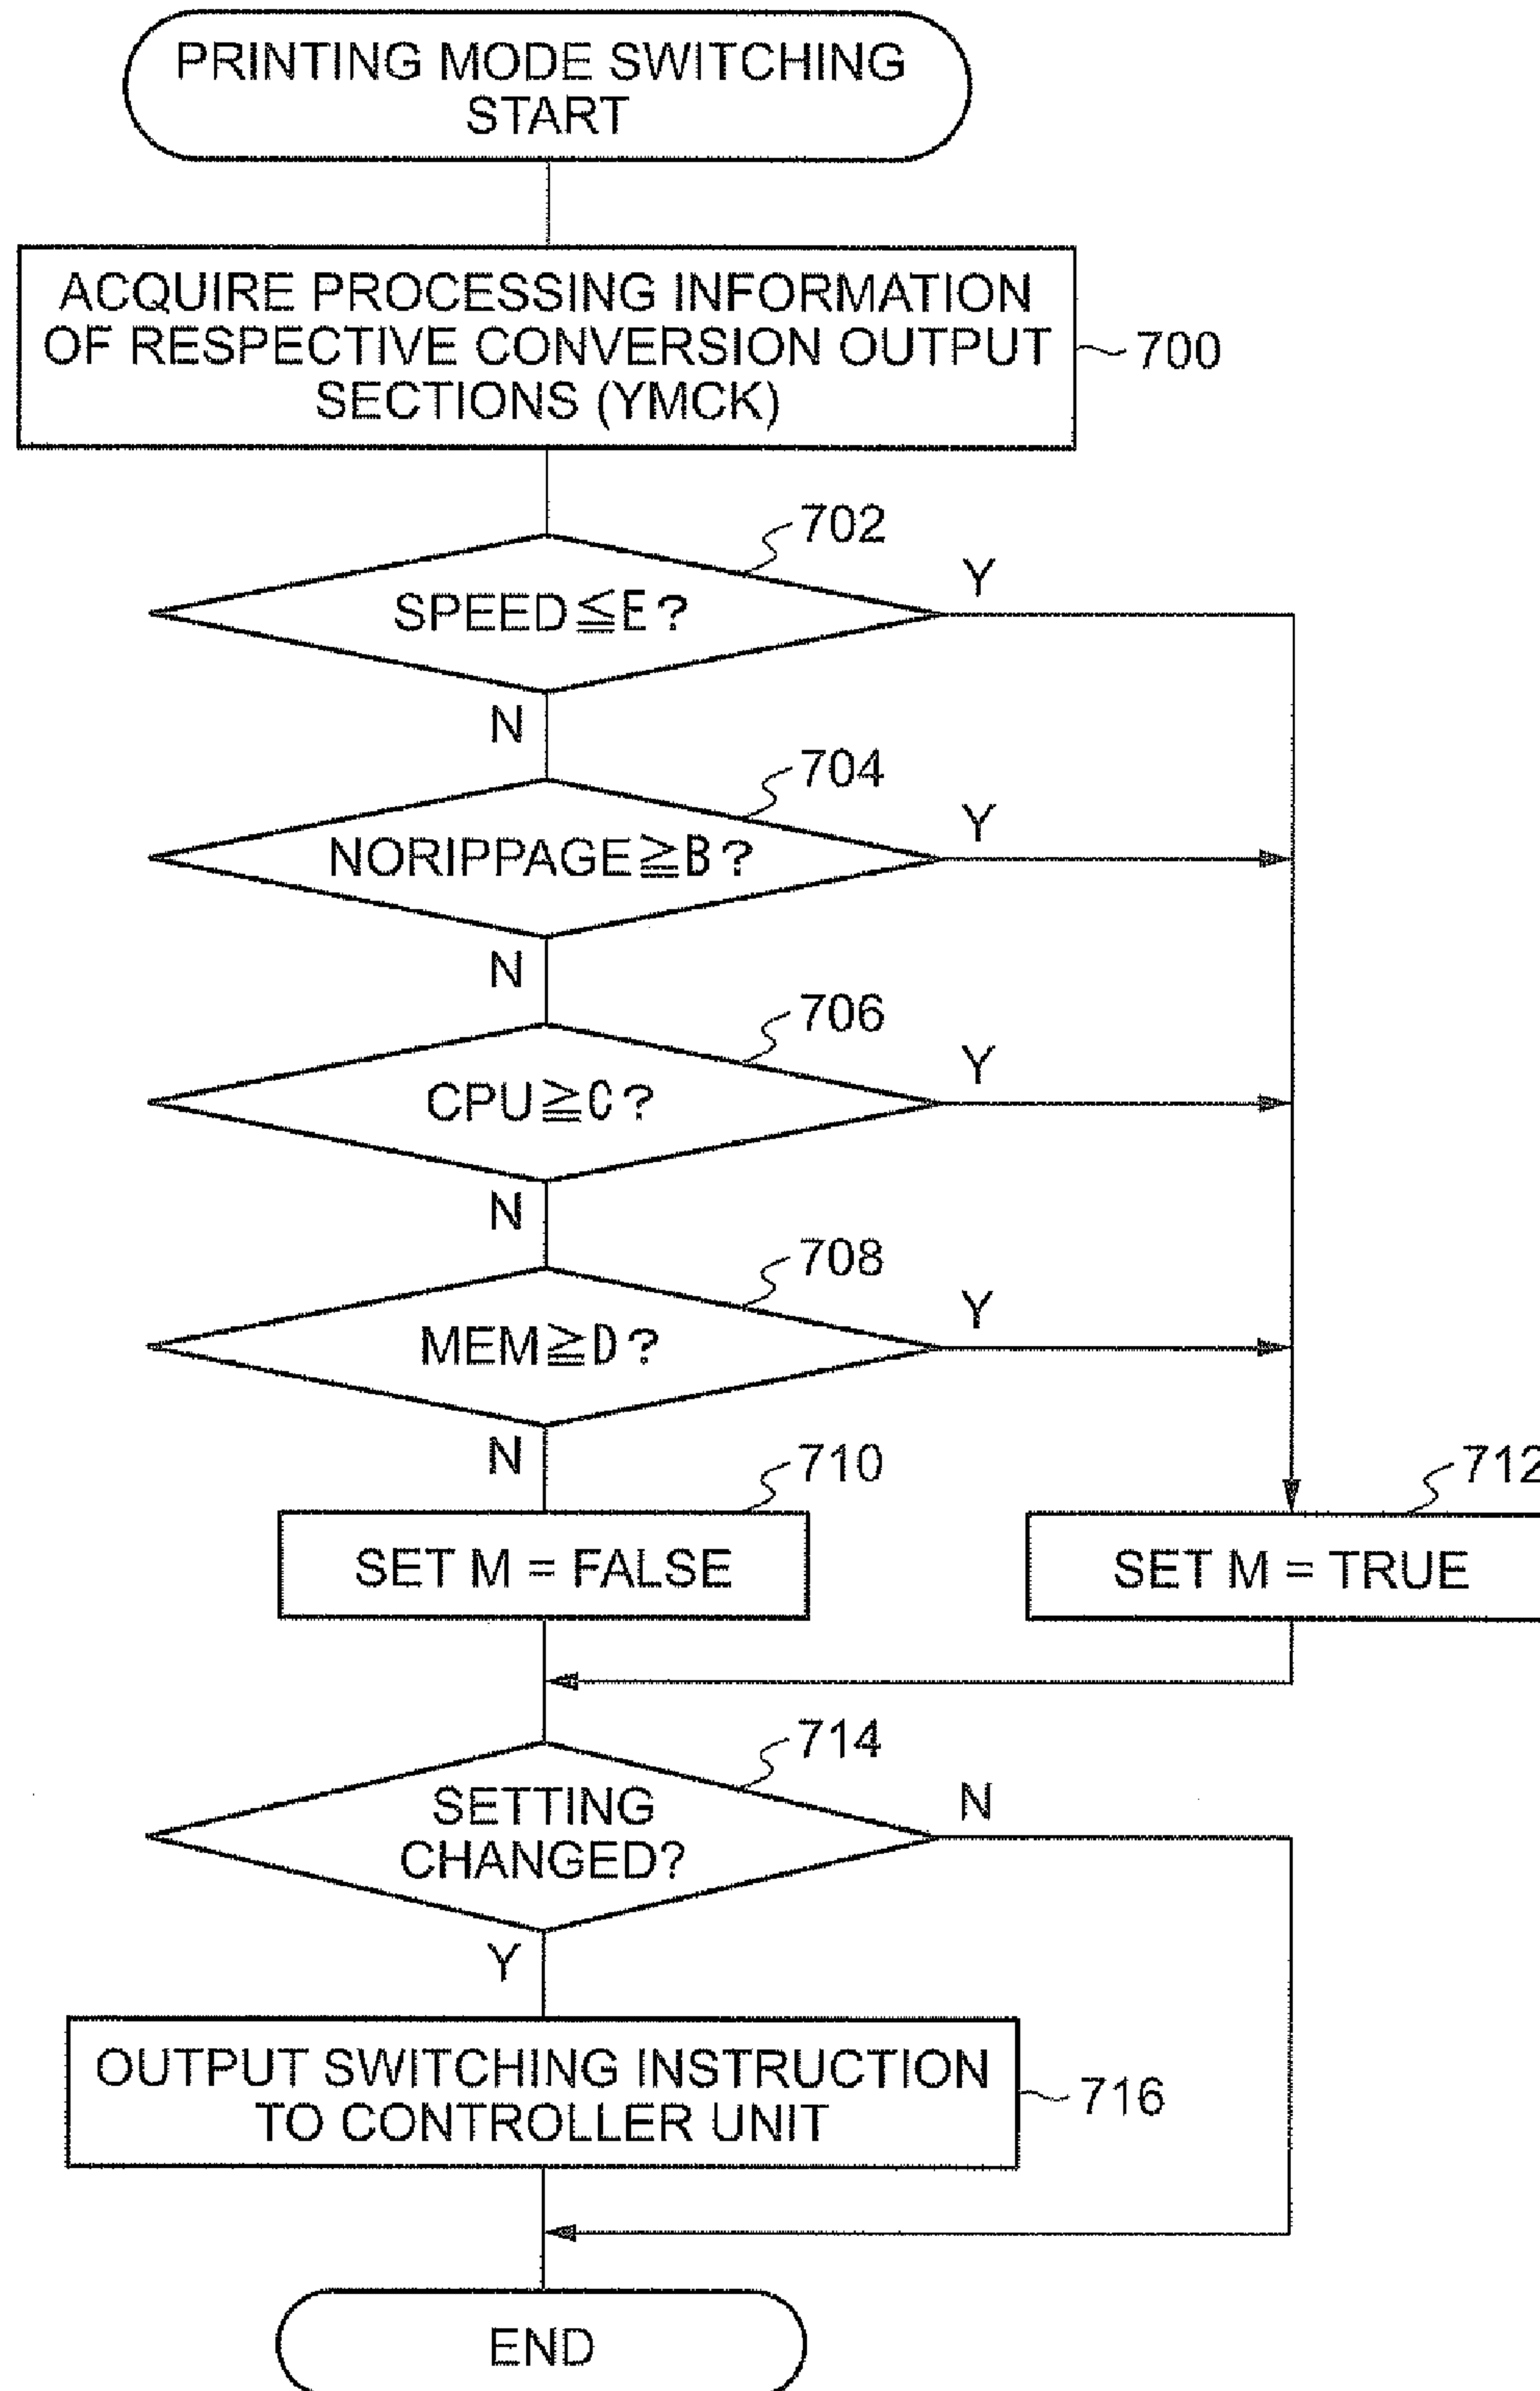 PRINTING MODE SWITCHING
START
ACQUIRE PROCESSING INFORMATION
OF RESPECTIVE CONVERSION OUTPUT
SECTIONS (YMCK)
700
702
SPEED≦E?
Y
N
704
NORIPPAGE≧B?
Y
N
706
CPU≧C?
Y
N
708
MEM≧D?
Y
N
710
SET M = FALSE
712
SET M = TRUE
714
SETTING
CHANGED?
N
Y
OUTPUT SWITCHING INSTRUCTION
TO CONTROLLER UNIT
716
END